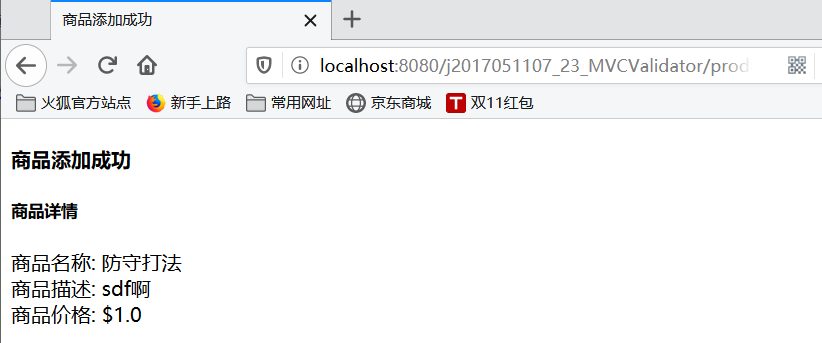 商品添加成功
localhost:8080/j2017051107_23_MVCValidator/prod
火狐官方站点 新手上路 常用网址 京东商城 T 双11红包
商品添加成功
商品详情
商品名称: 防守打法
商品描述: sdf啊
商品价格: $1.0